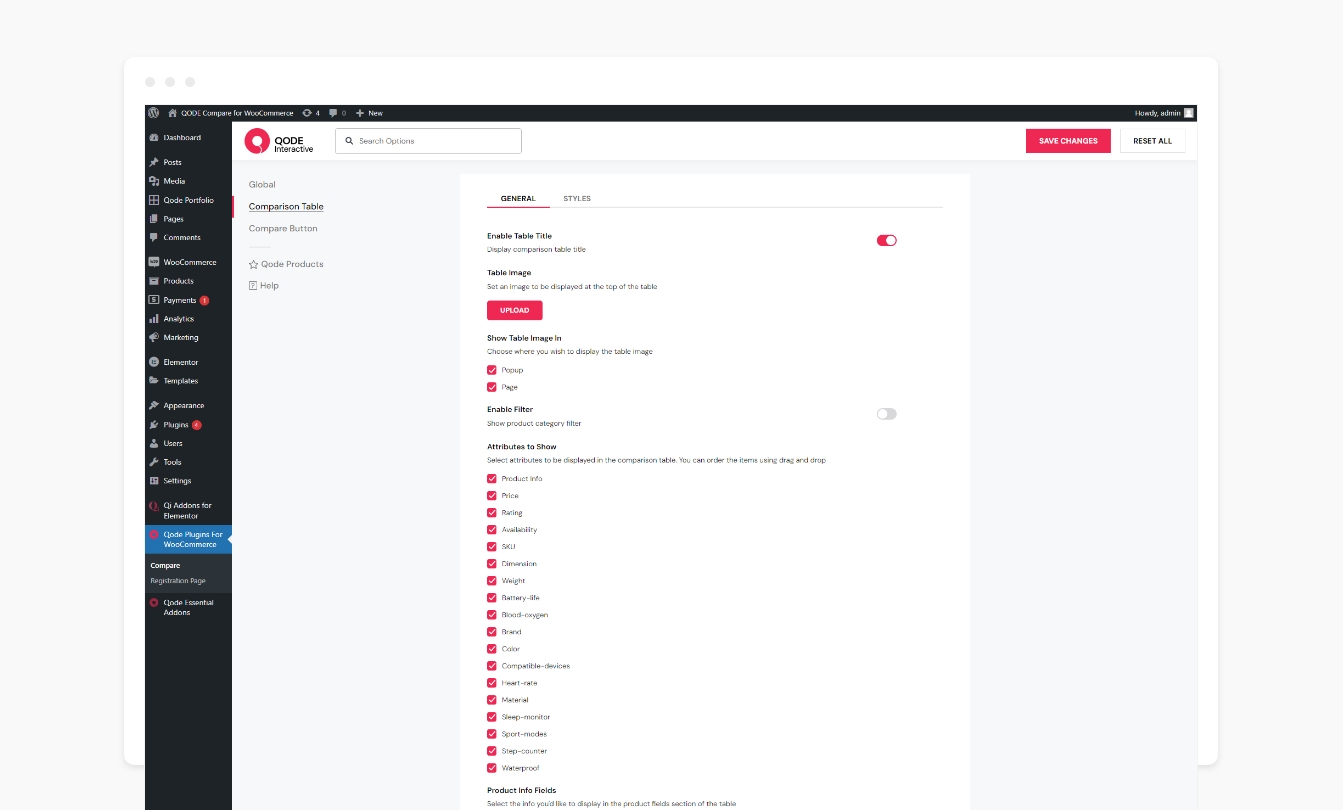 QODE Compare for WooCommerce 4 0 New Howdy, admin
Dashboard
Posts
Media
Qode Portfolio
Pages
Comments
WooCommerce
Products
Payments 1
Analytics
Marketing
Elementor
Templates
Appearance
Plugins 4
Users
Tools
Settings
Qi Addons for
Elementor
Qode Plugins For
WooCommerce
Compare
Registration Page
Qode Essential
Addons
QODE
Interactive
Search Options
SAVE CHANGES
RESET ALL
Global
Comparison Table
Compare Button
Qode Products
Help
GENERAL STYLES
Enable Table Title
Display comparison table title
Table Image
Set an image to be displayed at the top of the table
UPLOAD
Show Table Image In
Choose where you wish to display the table image
Popup
Page
Enable Filter
Show product category filter
Attributes to Show
Select attributes to be displayed in the comparison table. You can order the items using drag and drop
Product Info
Price
Rating
Availability
SKU
Dimension
Weight
Battery-life
Blood-oxygen
Brand
Color
Compatible-devices
Heart-rate
Material
Sleep-monitor
Sport-modes
Step-counter
Waterproof
Product Info Fields
Select the info you'd like to display in the product fields section of the table